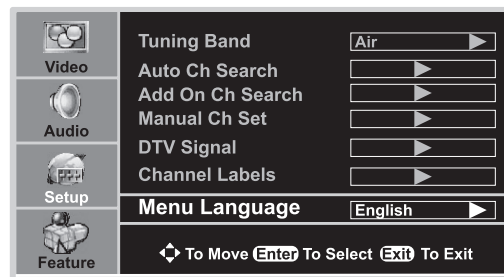 Video
Audio
Setup
Feature
Tuning Band Air
Auto Ch Search
Add On Ch Search
Manual Ch Set
DTV Signal
Channel Labels
Menu Language English
To Move Enter To Select Exit To Exit